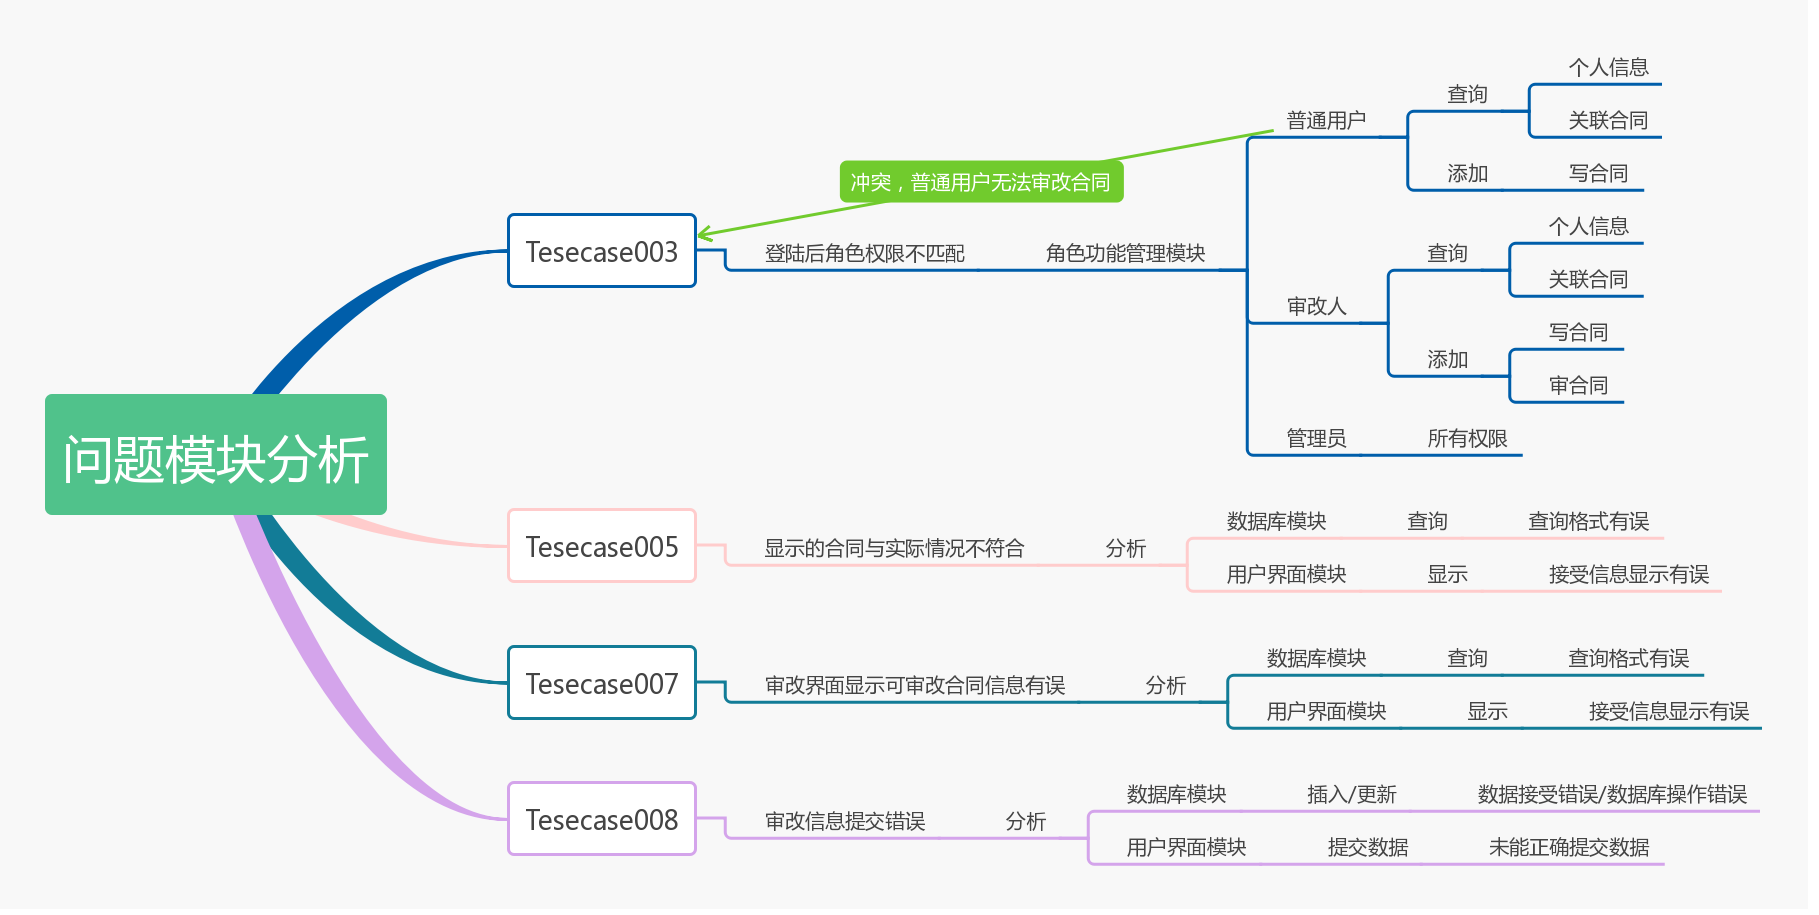 问题模块分析
Tesecase003
冲突，普通用户无法审改合同
登陆后角色权限不匹配
角色功能管理模块
普通用户
查询
个人信息
关联合同
添加
写合同
审改人
查询
个人信息
关联合同
添加
写合同
审合同
管理员
所有权限
Tesecase005
显示的合同与实际情况不符合
分析
数据库模块
查询
查询格式有误
用户界面模块
显示
接受信息显示有误
Tesecase007
审改界面显示可审改合同信息有误
分析
数据库模块
查询
查询格式有误
用户界面模块
显示
接受信息显示有误
Tesecase008
审改信息提交错误
分析
数据库模块
插入/更新
数据接受错误/数据库操作错误
用户界面模块
提交数据
未能正确提交数据